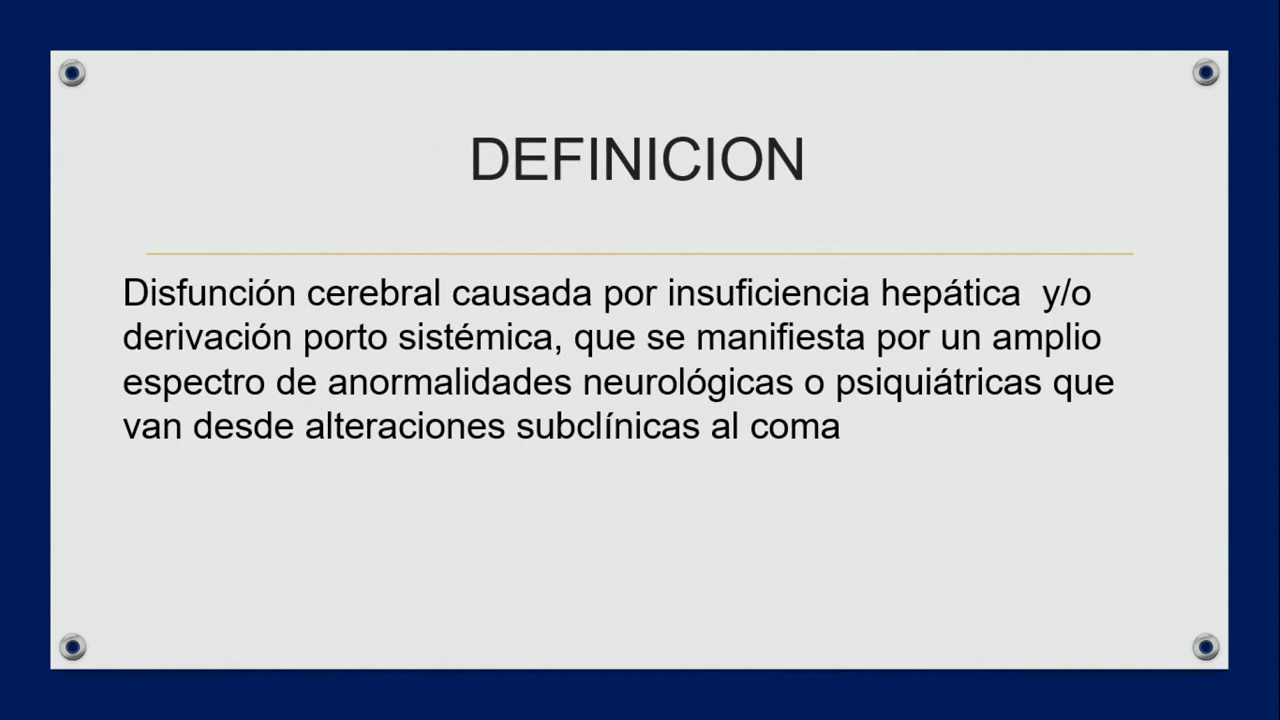 DEFINICION
Disfunción cerebral causada por insuficiencia hepática  y/o
derivación porto sistémica, que se manifiesta por un amplio
espectro de anormalidades neurológicas o psiquiátricas que
van desde alteraciones subclínicas al coma